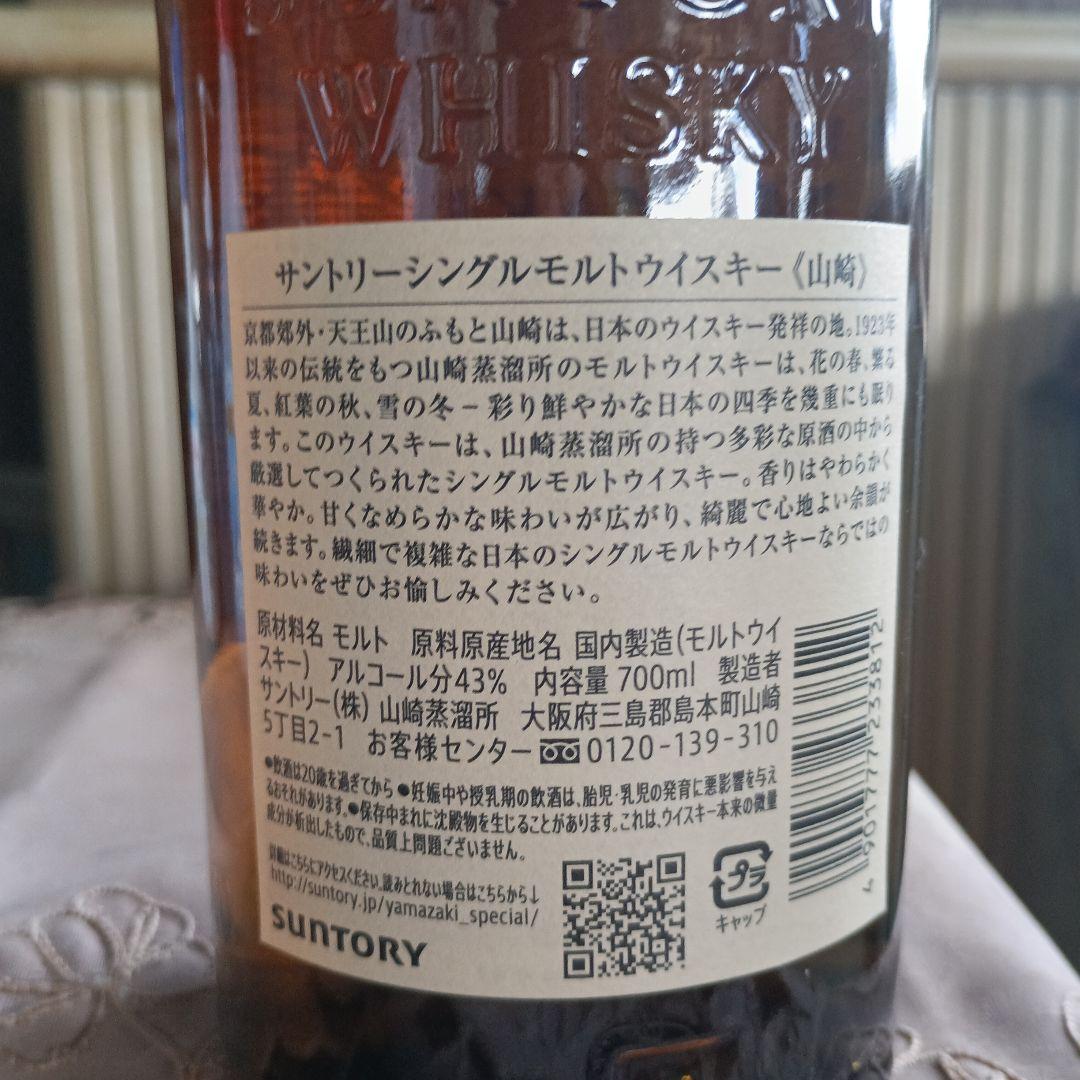 SUNTORY
WHISKY
サントリーシングルモルトウイスキー《山崎》
京都郊外・天王山のふもと山崎は、日本のウイスキー発祥の地。1923年
以来の伝統をもつ山崎蒸溜所のモルトウイスキーは、花の春、繁る
夏、紅葉の秋、雪の冬－彩り鮮やかな日本の四季を幾重にも眠り
ます。このウイスキーは、山崎蒸溜所の持つ多彩な原酒の中から
厳選してつくられたシングルモルトウイスキー。香りはやわらかく
華やか。甘くなめらかな味わいが広がり、綺麗で心地よい余韻が
続きます。繊細で複雑な日本のシングルモルトウイスキーならではの
味わいをぜひお愉しみください。
原材料名 モルト 原料原産地名 国内製造(モルトウイ
スキー) アルコール分43% 内容量 700ml 製造者
サントリー(株) 山崎蒸溜所 大阪府三島郡島本町山崎
5丁目2-1 お客様センター 0120-139-310
●飲酒は20歳を過ぎてから ●妊娠中や授乳期の飲酒は、胎児・乳児の発育に悪影響を与え
るおそれがあります。●保存中まれに沈殿物を生じることがあります。これは、ウイスキー本来の微量
成分が析出したもので、品質上問題ございません。
詳細はこちらにアクセスください。読みとれない場合はこちらから↓
http://suntory.jp/yamazaki_special/
SUNTORY
プラ
キャップ
4901777233812